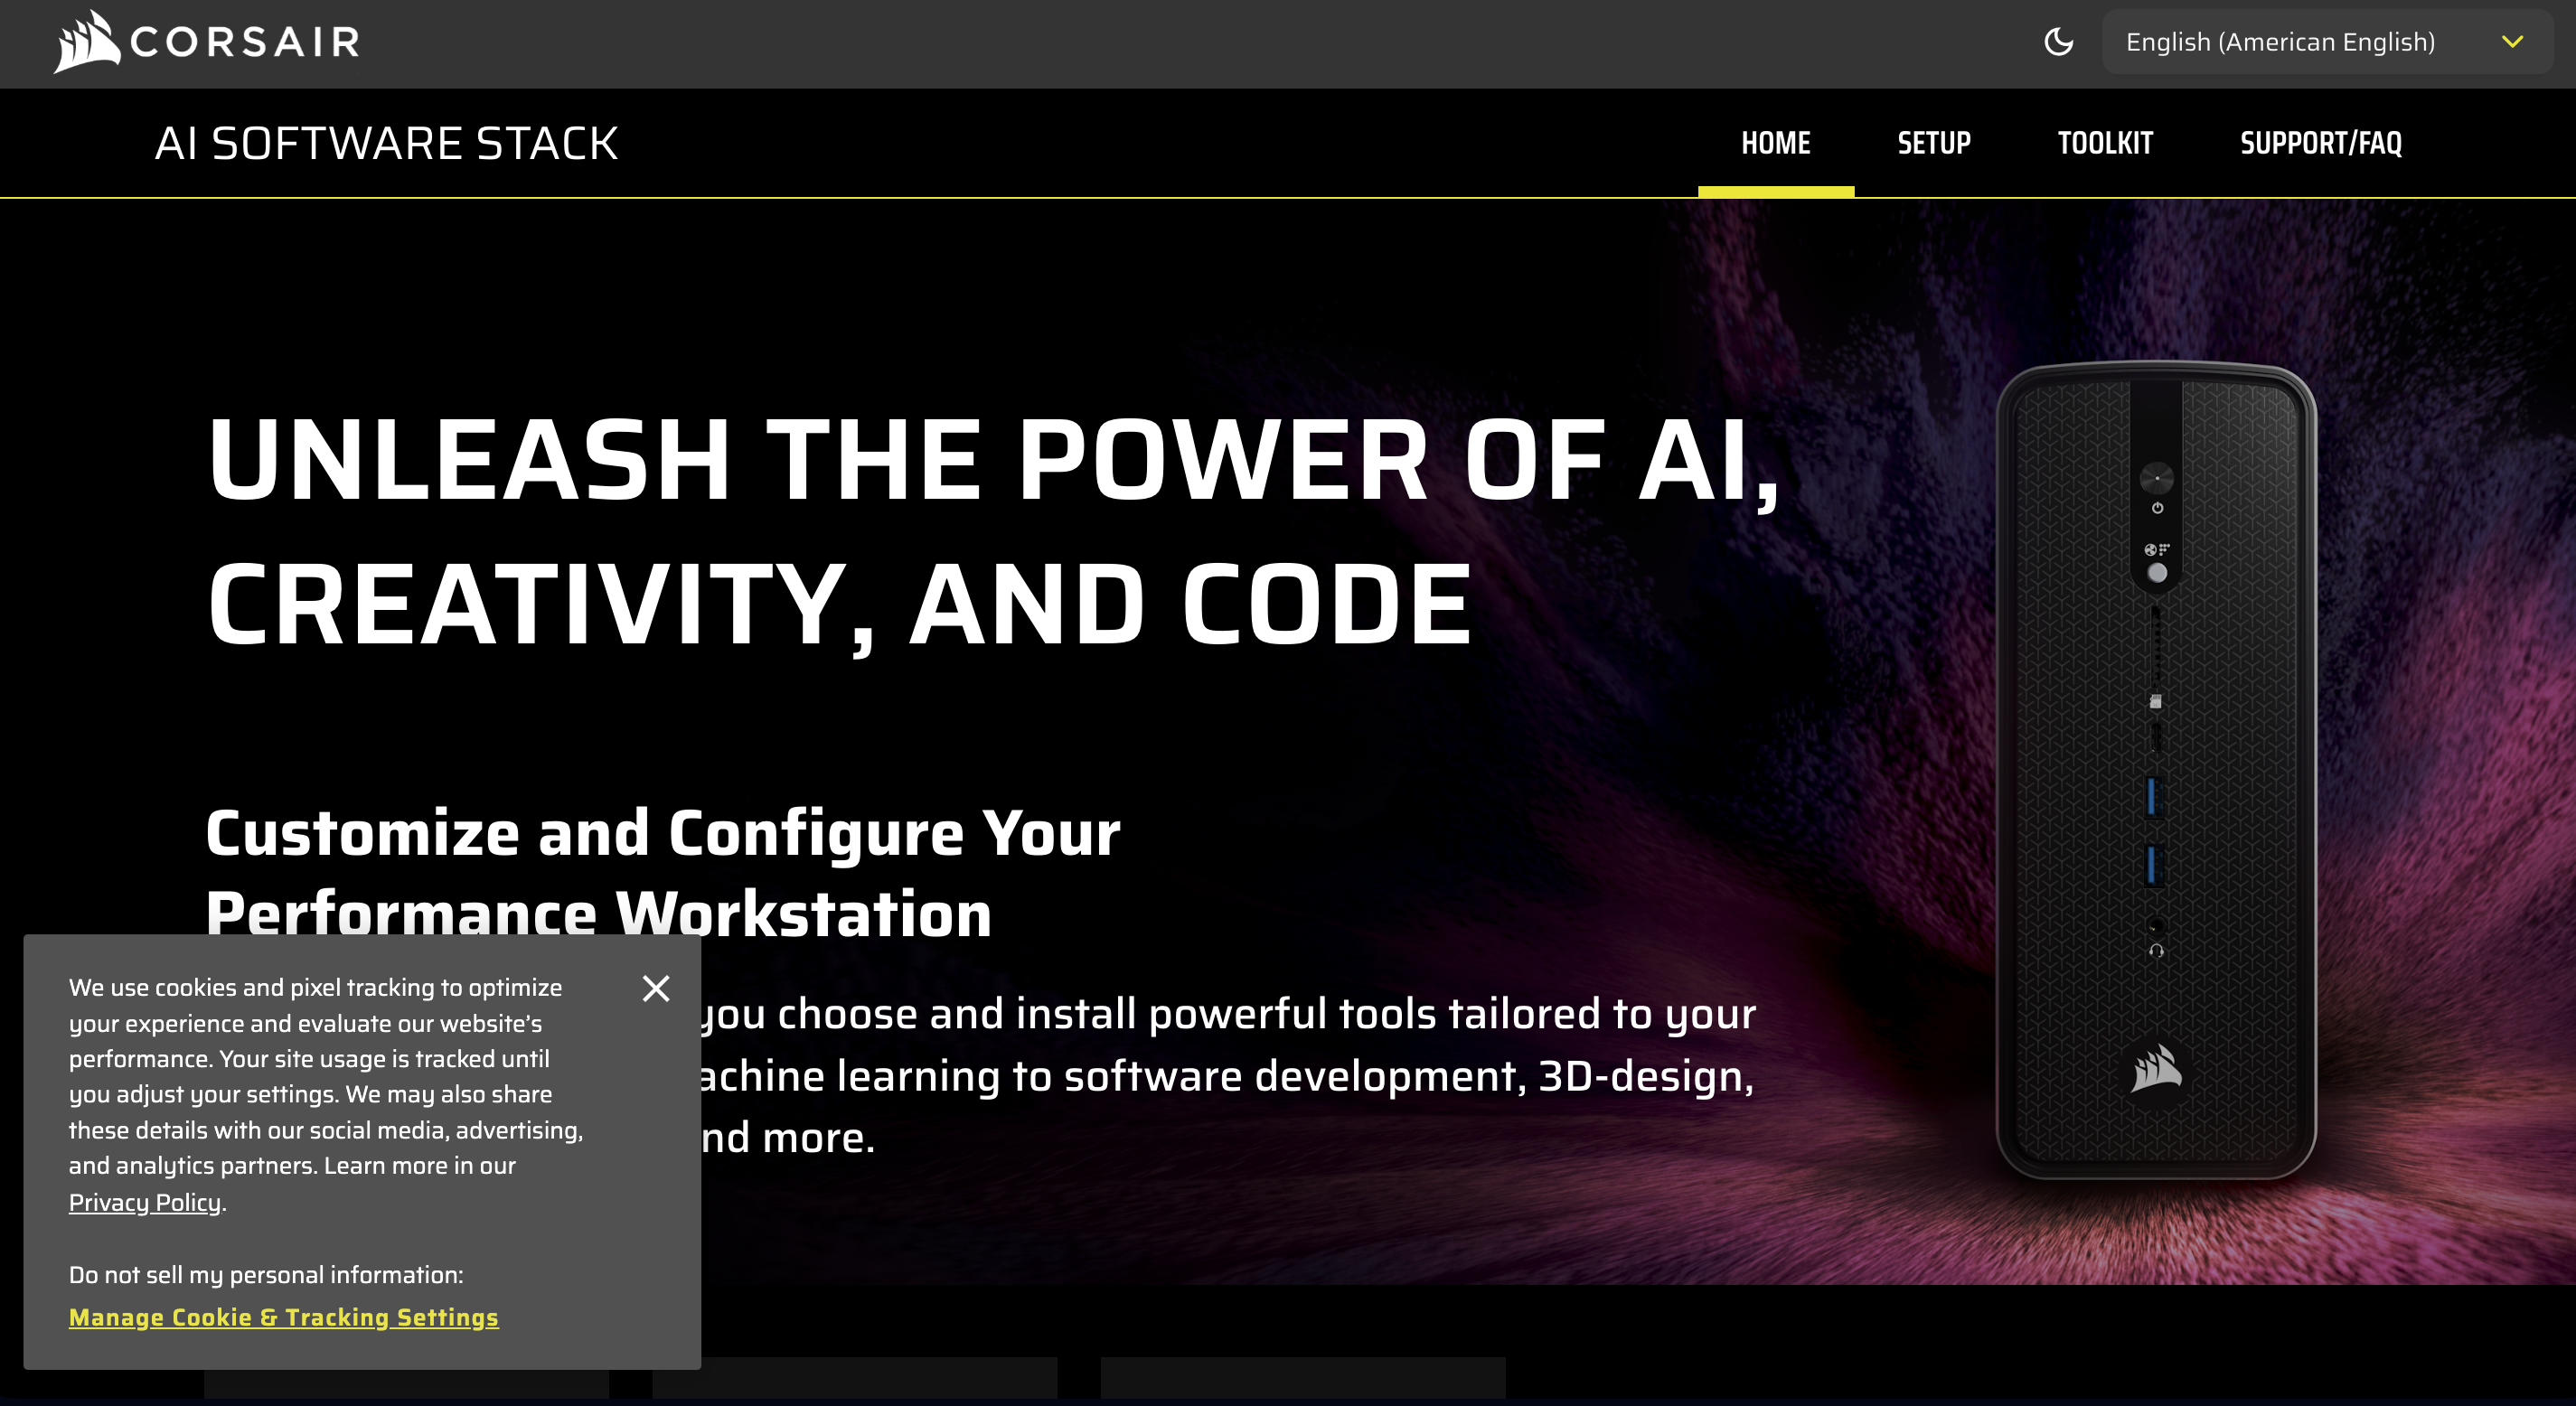 CORSAIR
English (American English)
AI SOFTWARE STACK
HOME
SETUP
TOOLKIT
SUPPORT/FAQ
UNLEASH THE POWER OF AI,
CREATIVITY, AND CODE
Customize and Configure Your
Performance Workstation
you choose and install powerful tools tailored to your
learning to software development, 3D-design,
more.
We use cookies and pixel tracking to optimize
your experience and evaluate our website’s
performance. Your site usage is tracked until
you adjust your settings. We may also share
these details with our social media, advertising,
and analytics partners. Learn more in our
Privacy Policy.
Do not sell my personal information:
Manage Cookie & Tracking Settings